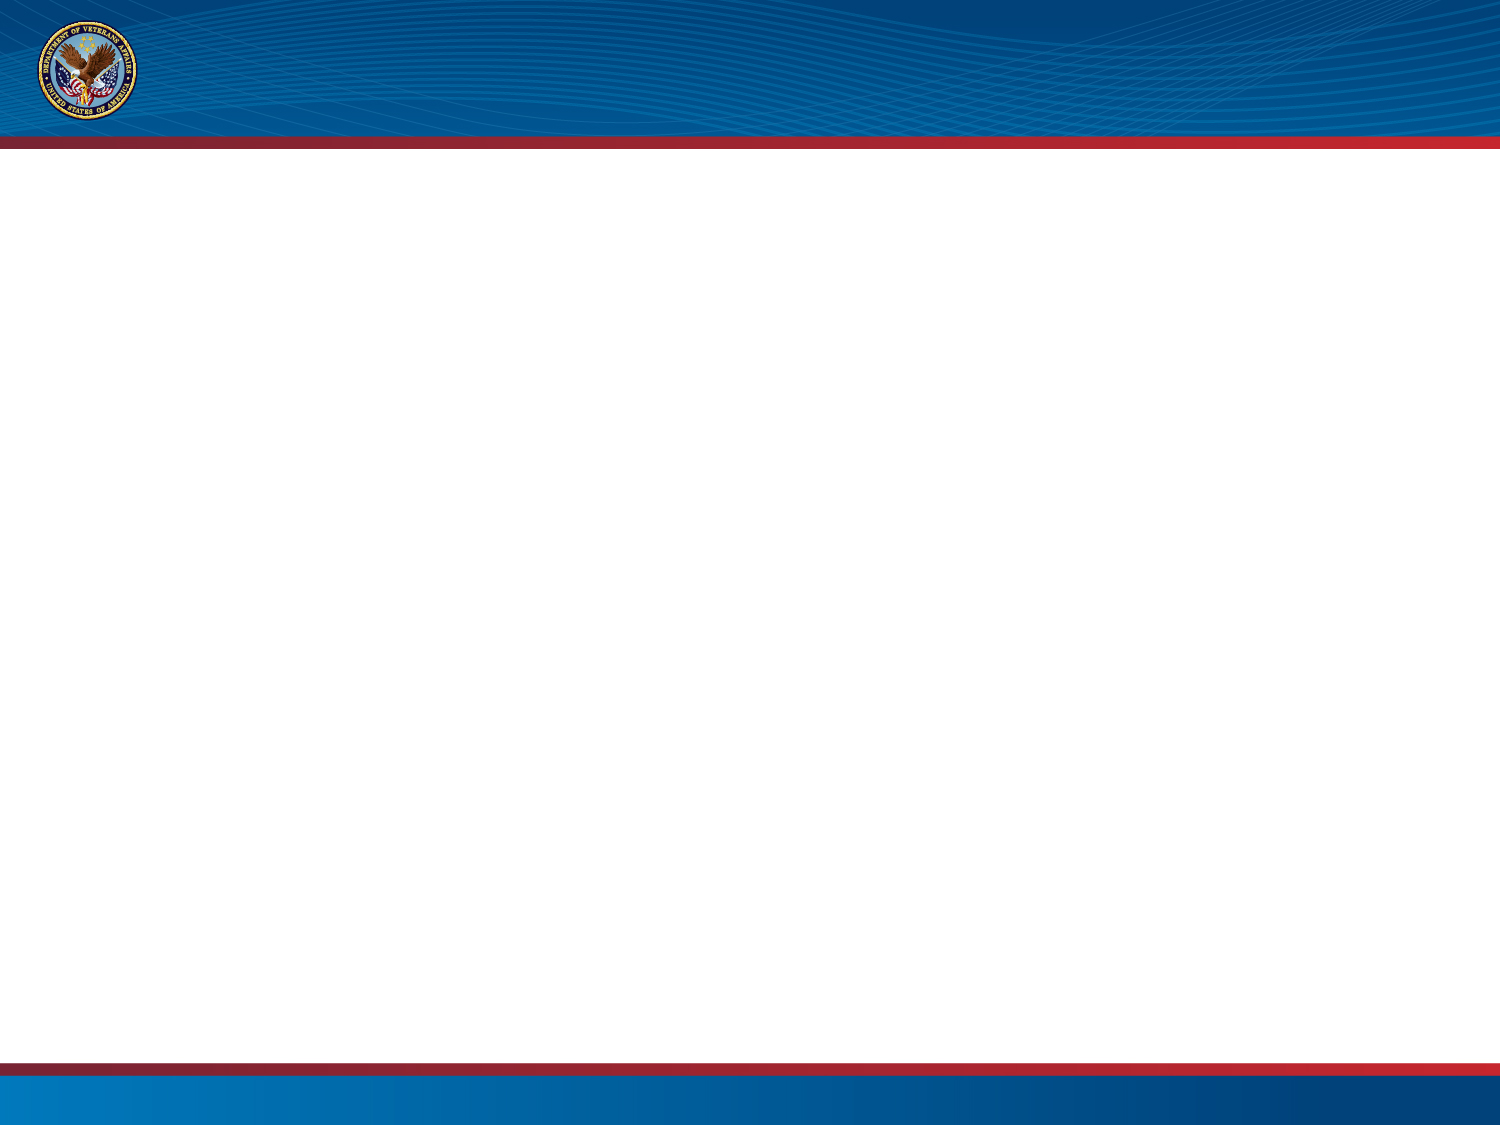 DEPARTMENT OF VETERANS AFFAIRS
UNITED STATES OF AMERICA